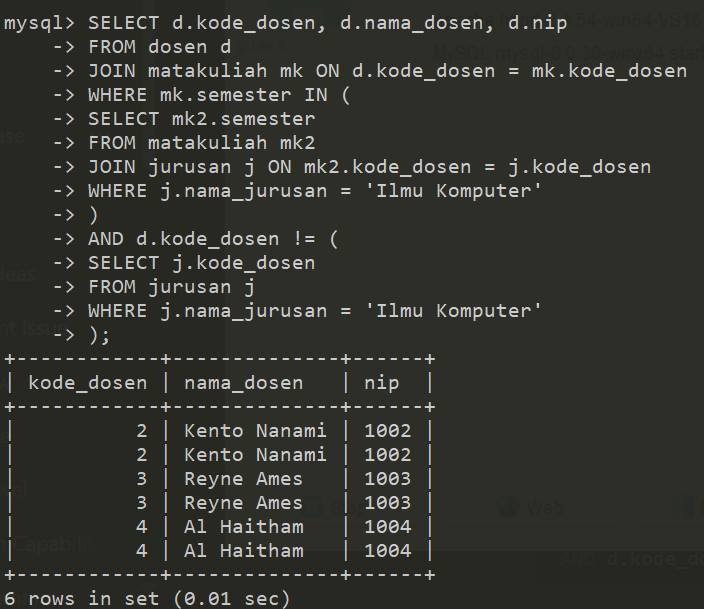 mysql> SELECT d.kode_dosen, d.nama_dosen, d.nip
    -> FROM dosen d
    -> JOIN matakuliah mk ON d.kode_dosen = mk.kode_dosen
    -> WHERE mk.semester IN (
    -> SELECT mk2.semester
    -> FROM matakuliah mk2
    -> JOIN jurusan j ON mk2.kode_dosen = j.kode_dosen
    -> WHERE j.nama_jurusan = 'Ilmu Komputer'
    -> )
    -> AND d.kode_dosen != (
    -> SELECT j.kode_dosen
    -> FROM jurusan j
    -> WHERE j.nama_jurusan = 'Ilmu Komputer'
    -> );
+------------+--------------+------+
| kode_dosen | nama_dosen   | nip  |
+------------+--------------+------+
|          2 | Kento Nanami | 1002 |
|          2 | Kento Nanami | 1002 |
|          3 | Reyne Ames   | 1003 |
|          3 | Reyne Ames   | 1003 |
|          4 | Al Haitham   | 1004 |
|          4 | Al Haitham   | 1004 |
+------------+--------------+------+
6 rows in set (0.01 sec)
Web